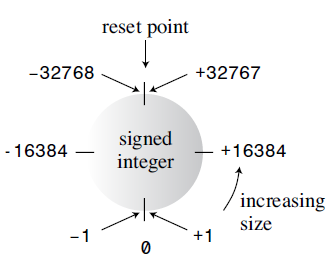 reset point
-32768
+32767
-16384
signed
integer
+16384
increasing
size
-1
0
+1